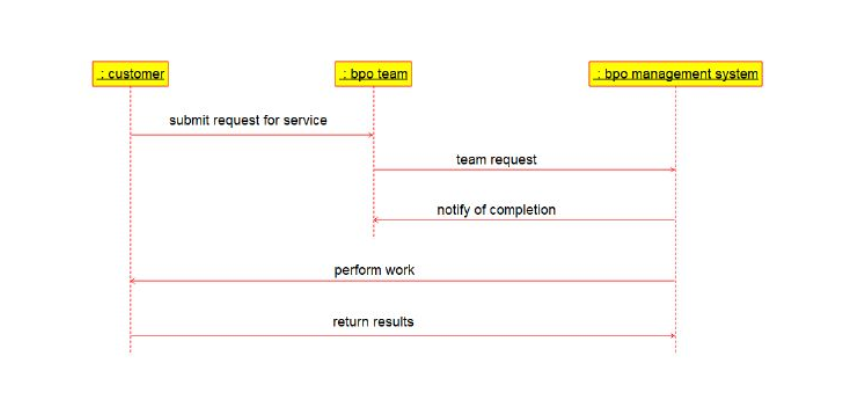 : customer
: bpo team
: bpo management system
submit request for service
team request
notify of completion
perform work
return results